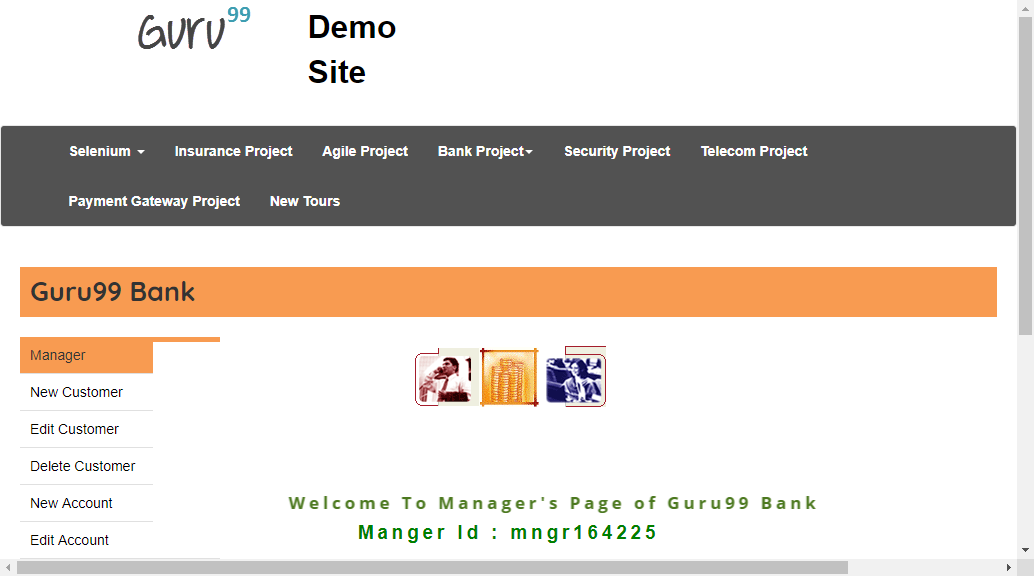 Guru99
Demo
Site
Selenium Insurance Project Agile Project Bank Project Security Project Telecom Project
Payment Gateway Project New Tours
Guru99 Bank
Manager
New Customer
Edit Customer
Delete Customer
New Account
Edit Account
Welcome To Manager's Page of Guru99 Bank
Manger Id : mngr164225